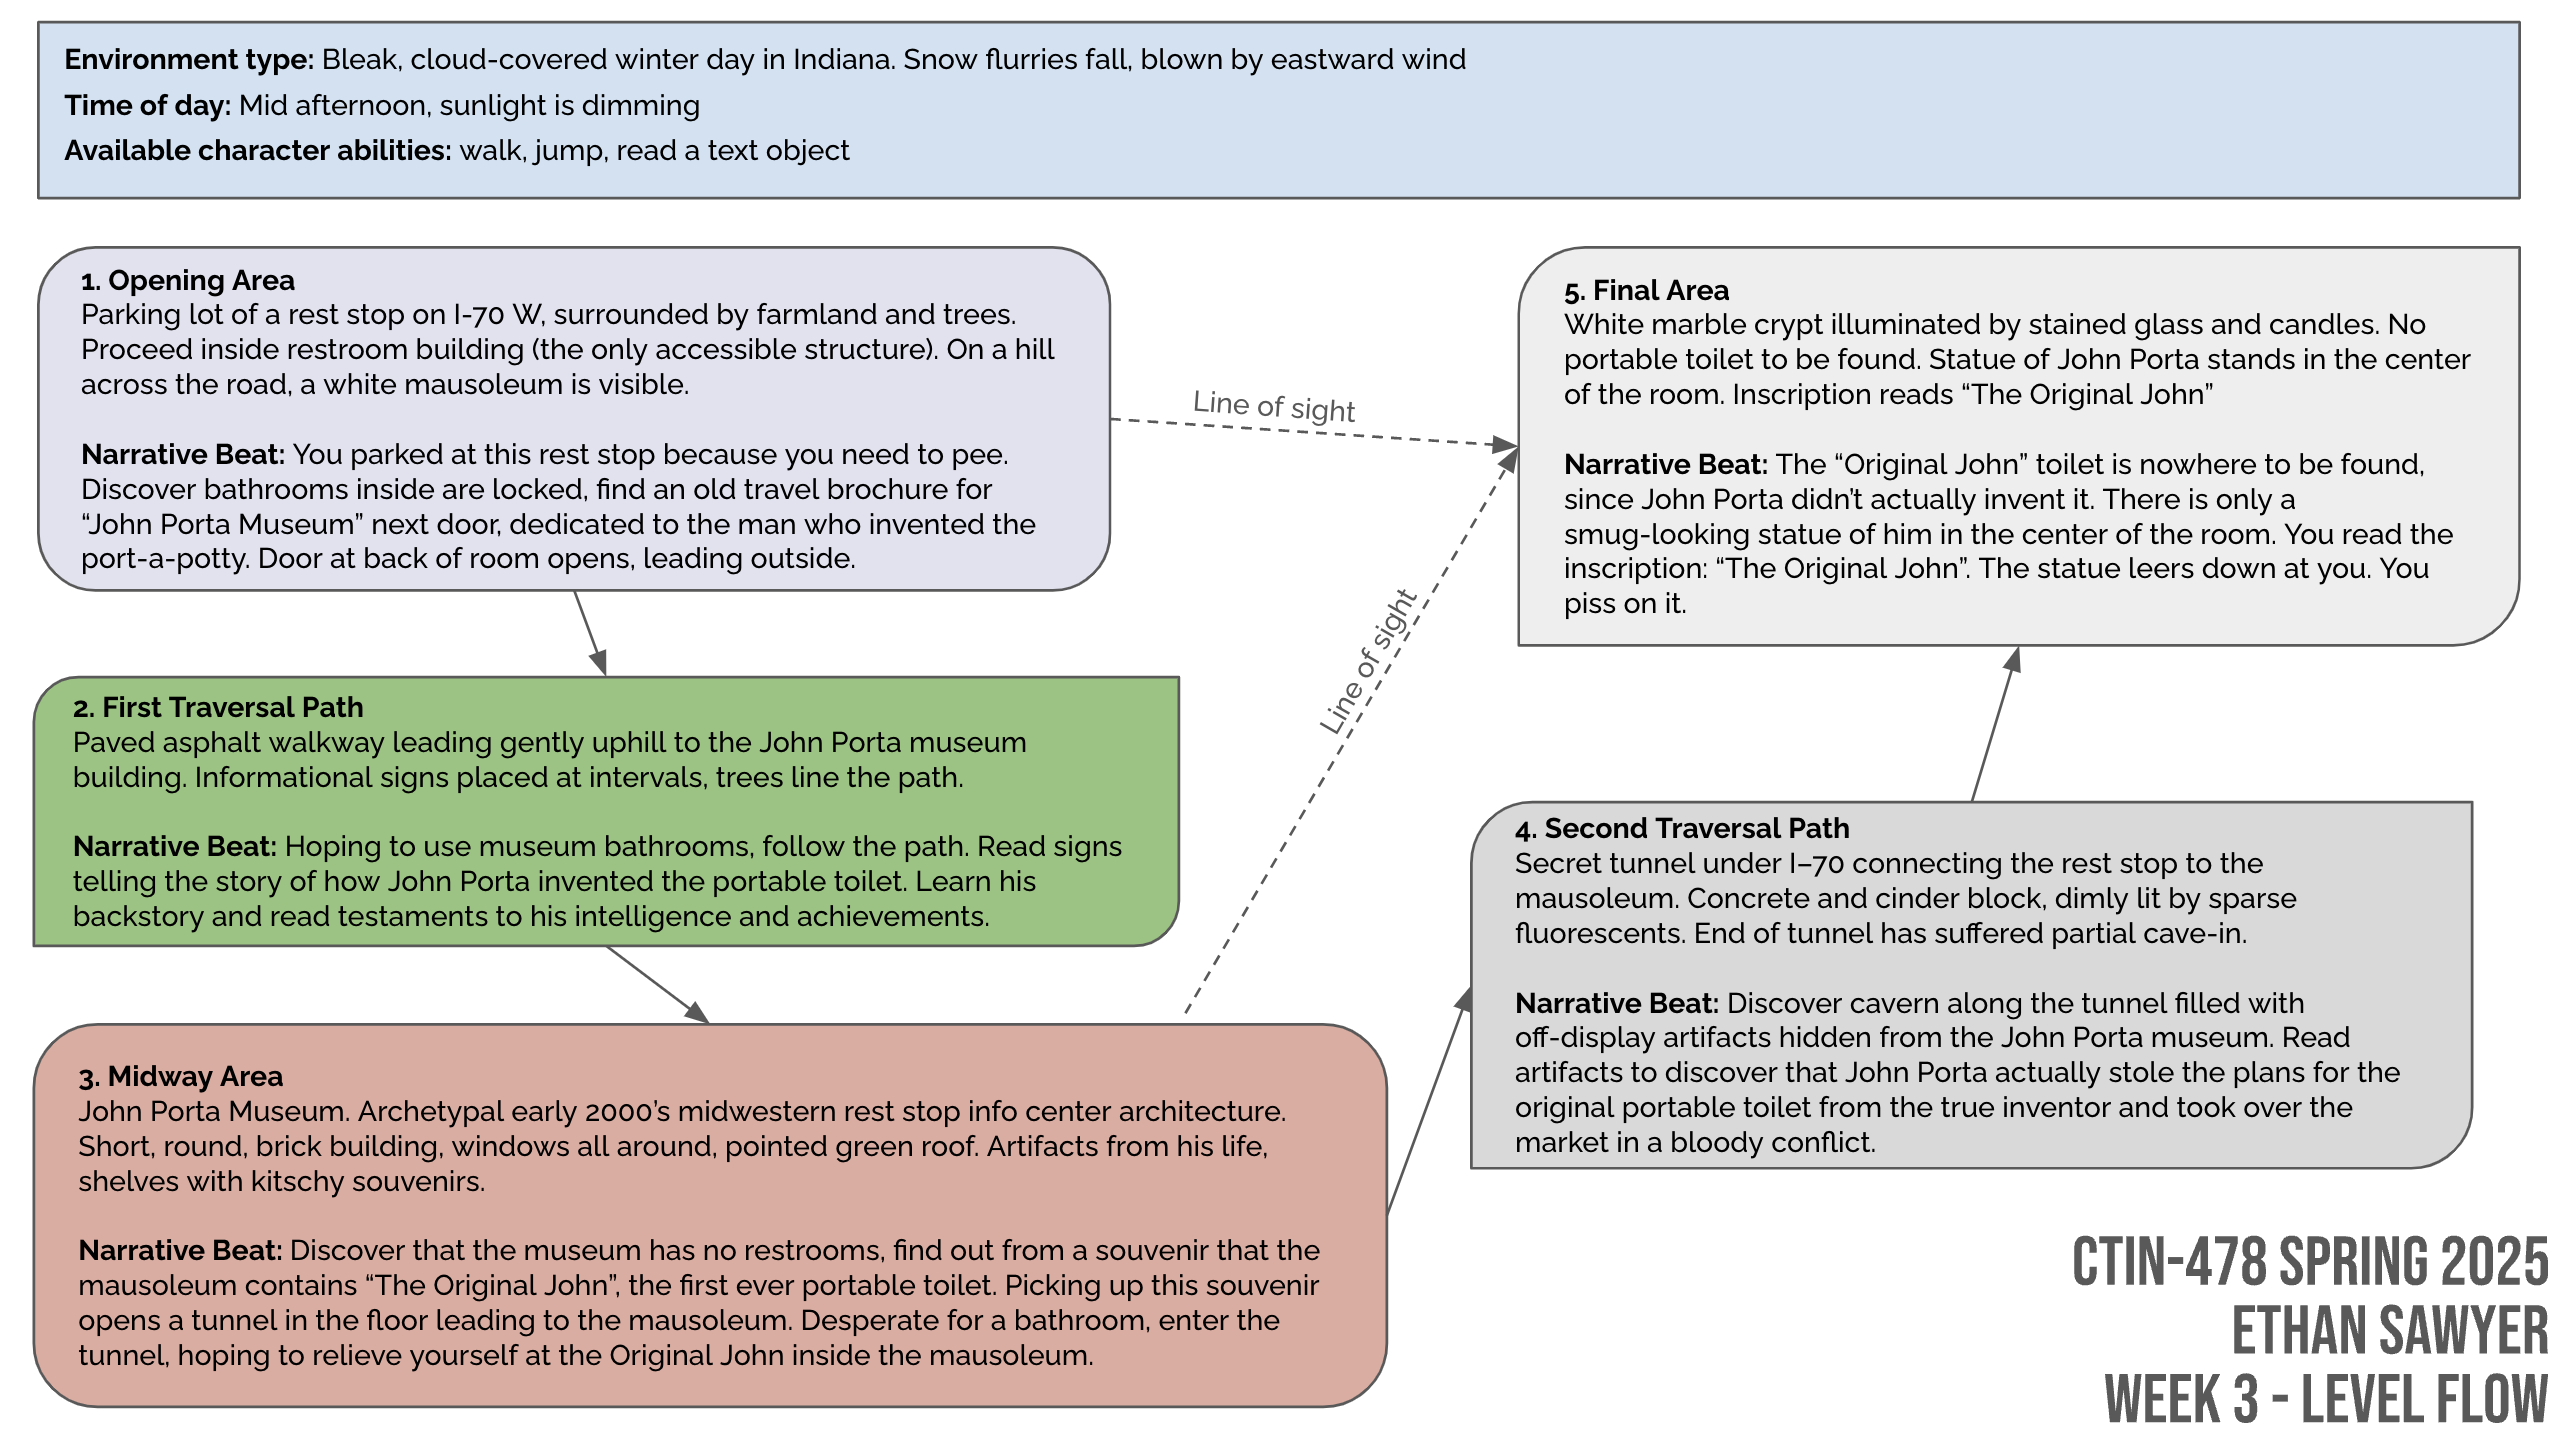 Environment type: Bleak, cloud-covered winter day in Indiana. Snow flurries fall, blown by eastward wind
Time of day: Mid afternoon, sunlight is dimming
Available character abilities: walk, jump, read a text object
1. Opening Area
Parking lot of a rest stop on I-70 W, surrounded by farmland and trees.
Proceed inside restroom building (the only accessible structure). On a hill
across the road, a white mausoleum is visible.
Narrative Beat: You parked at this rest stop because you need to pee.
Discover bathrooms inside are locked, find an old travel brochure for
“John Porta Museum” next door, dedicated to the man who invented the
port-a-potty. Door at back of room opens, leading outside.
Line of sight
2. First Traversal Path
Paved asphalt walkway leading gently uphill to the John Porta museum
building. Informational signs placed at intervals, trees line the path.
Narrative Beat: Hoping to use museum bathrooms, follow the path. Read signs
telling the story of how John Porta invented the portable toilet. Learn his
backstory and read testaments to his intelligence and achievements.
3. Midway Area
John Porta Museum. Archetypal early 2000’s midwestern rest stop info center architecture.
Short, round, brick building, windows all around, pointed green roof. Artifacts from his life,
shelves with kitschy souvenirs.
Narrative Beat: Discover that the museum has no restrooms, find out from a souvenir that the
mausoleum contains “The Original John”, the first ever portable toilet. Picking up this souvenir
opens a tunnel in the floor leading to the mausoleum. Desperate for a bathroom, enter the
tunnel, hoping to relieve yourself at the Original John inside the mausoleum.
Line of sight
4. Second Traversal Path
Secret tunnel under I–70 connecting the rest stop to the
mausoleum. Concrete and cinder block, dimly lit by sparse
fluorescents. End of tunnel has suffered partial cave-in.
Narrative Beat: Discover cavern along the tunnel filled with
off-display artifacts hidden from the John Porta museum. Read
artifacts to discover that John Porta actually stole the plans for the
original portable toilet from the true inventor and took over the
market in a bloody conflict.
5. Final Area
White marble crypt illuminated by stained glass and candles. No
portable toilet to be found. Statue of John Porta stands in the center
of the room. Inscription reads “The Original John”
Narrative Beat: The “Original John” toilet is nowhere to be found,
since John Porta didn’t actually invent it. There is only a
smug-looking statue of him in the center of the room. You read the
inscription: “The Original John”. The statue leers down at you. You
piss on it.
CTIN-478 SPRING 2025
ETHAN SAWYER
WEEK 3 - LEVEL FLOW